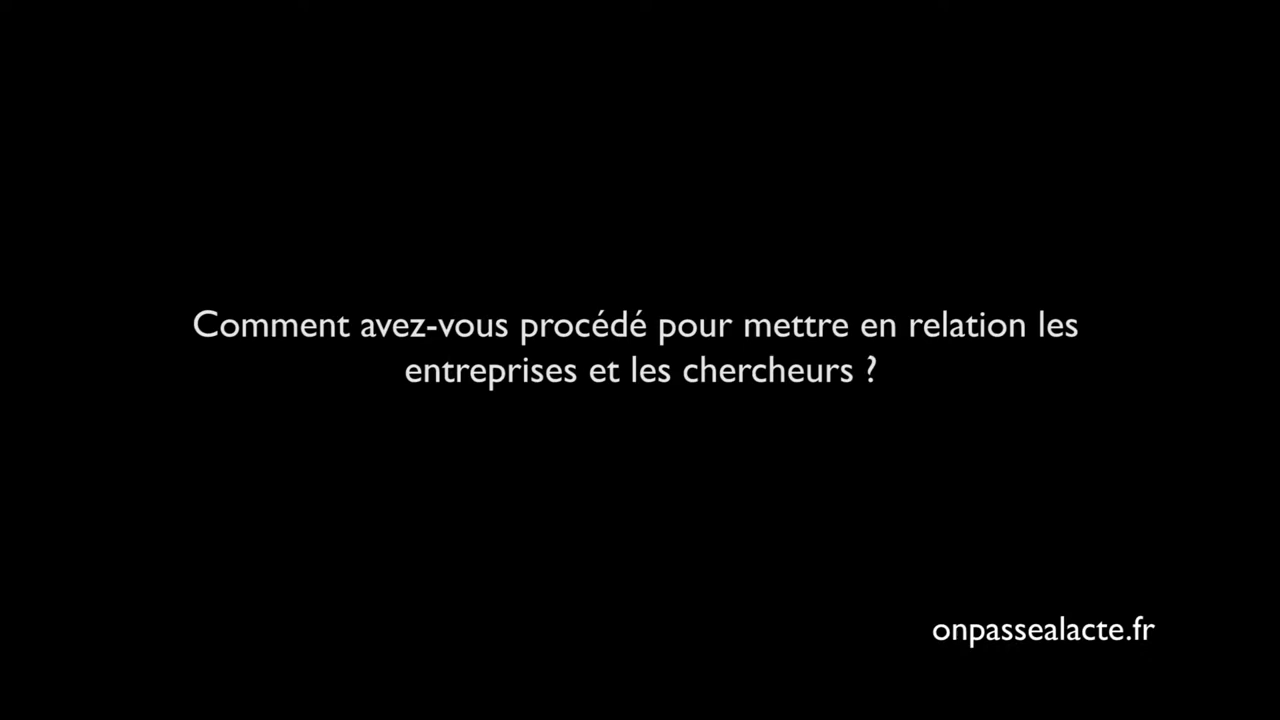 Comment avez-vous procédé pour mettre en relation les
entreprises et les chercheurs ?
onpassealacte.fr